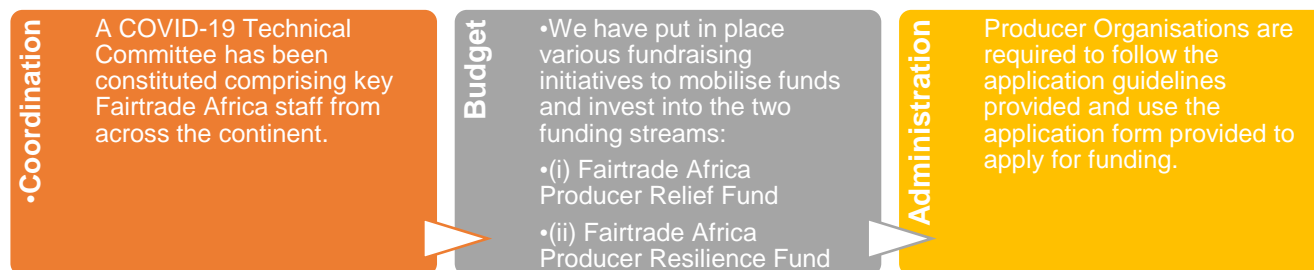 •Coordination
A COVID-19 Technical
Committee has been
constituted comprising key
Fairtrade Africa staff from
across the continent.
Budget
•We have put in place
various fundraising
initiatives to mobilise funds
and invest into the two
funding streams:
•(i) Fairtrade Africa
Producer Relief Fund
•(ii) Fairtrade Africa
Producer Resilience Fund
Administration
Producer Organisations are
required to follow the
application guidelines
provided and use the
application form provided to
apply for funding.